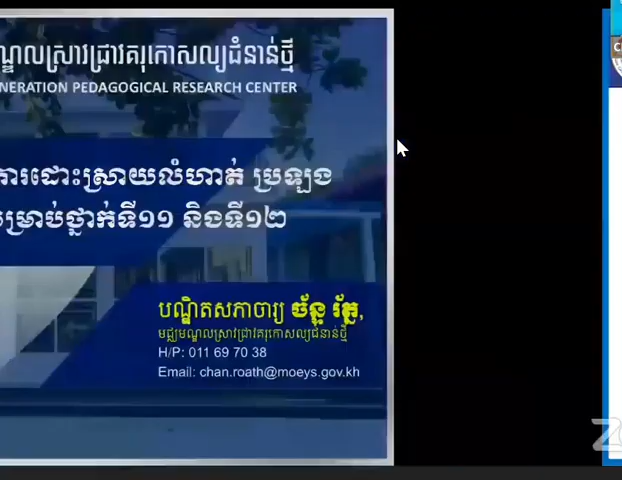 មណ្ឌលស្រាវជ្រាវគរុកោសល្យជំនាន់ថ្មី
NERATION PEDAGOGICAL RESEARCH CENTER
ការដោះស្រាយលំហាត់ ប្រឡង
សម្រាប់ថ្នាក់ទី១១ និងទី១២
បណ្ឌិតសភាចារ្យ ច័ន្ទ រ័ត្ន,
មជ្ឈមណ្ឌលស្រាវជ្រាវគរុកោសល្យជំនាន់ថ្មី
H/P: 011 69 70 38
Email: chan.roath@moeys.gov.kh